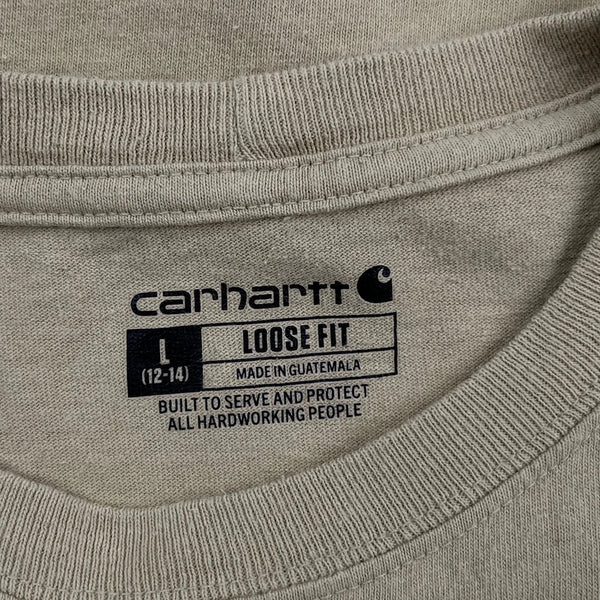 carhartt
L
(12-14)
LOOSE FIT
MADE IN GUATEMALA
BUILT TO SERVE AND PROTECT
ALL HARDWORKING PEOPLE